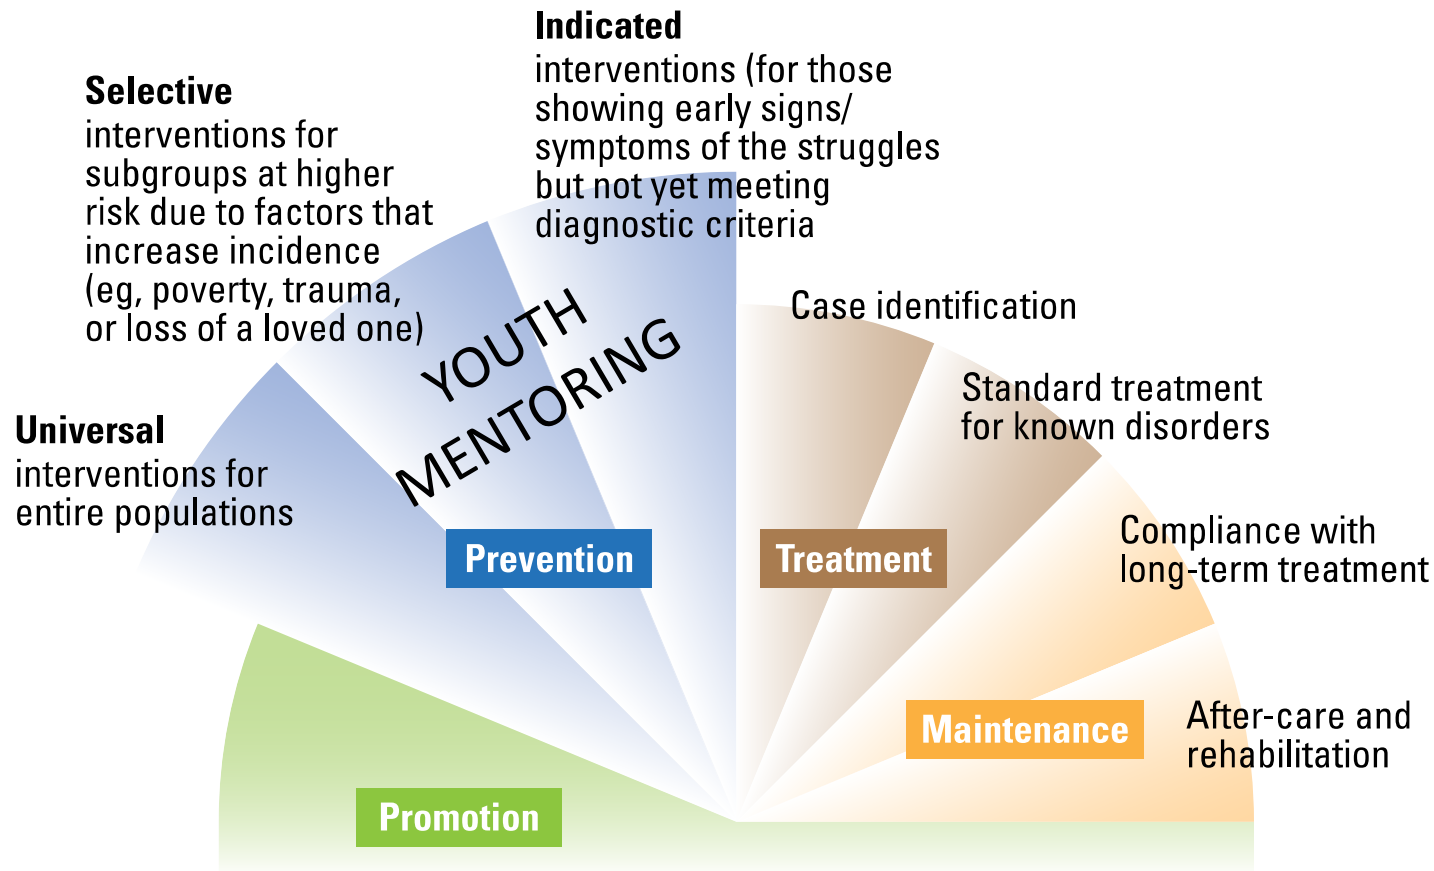 Indicated
interventions (for those
showing early signs/
symptoms of the struggles
but not yet meeting
diagnostic criteria
Selective
interventions for
subgroups at higher
risk due to factors that
increase incidence
(eg, poverty, trauma,
or loss of a loved one)
Universal
interventions for
entire populations
YOUTH
MENTORING
Case identification
Standard treatment
for known disorders
Compliance with
long-term treatment
After-care and
rehabilitation
Prevention
Treatment
Maintenance
Promotion